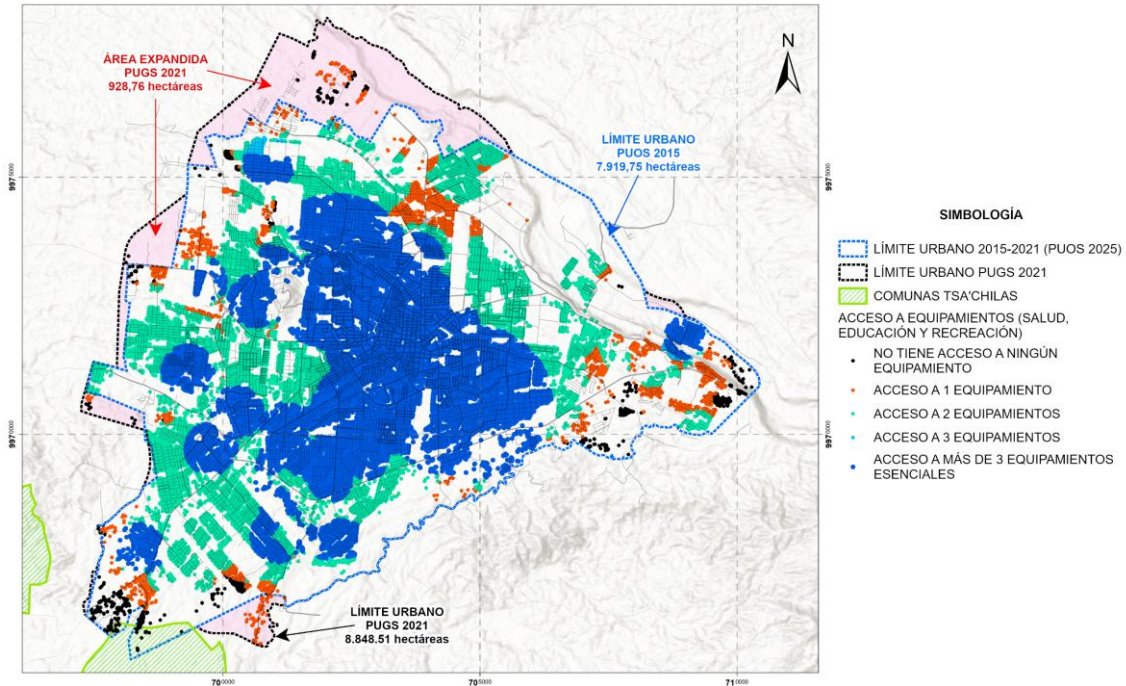 ÁREA EXPANDIDA
PUGS 2021
928,76 hectáreas
N
LÍMITE URBANO
PUOS 2015
7.919,75 hectáreas
LÍMITE URBANO
PUGS 2021
8.848.51 hectáreas
9975000
9975000
9970000
9970000
700000
705000
710000
SIMBOLOGÍA
LÍMITE URBANO 2015-2021 (PUOS 2025)
LÍMITE URBANO PUGS 2021
COMUNAS TSA'CHILAS
ACCESO A EQUIPAMIENTOS (SALUD,
EDUCACIÓN Y RECREACIÓN)
NO TIENE ACCESO A NINGÚN
EQUIPAMIENTO
ACCESO A 1 EQUIPAMIENTO
ACCESO A 2 EQUIPAMIENTOS
ACCESO A 3 EQUIPAMIENTOS
ACCESO A MÁS DE 3 EQUIPAMIENTOS
ESENCIALES